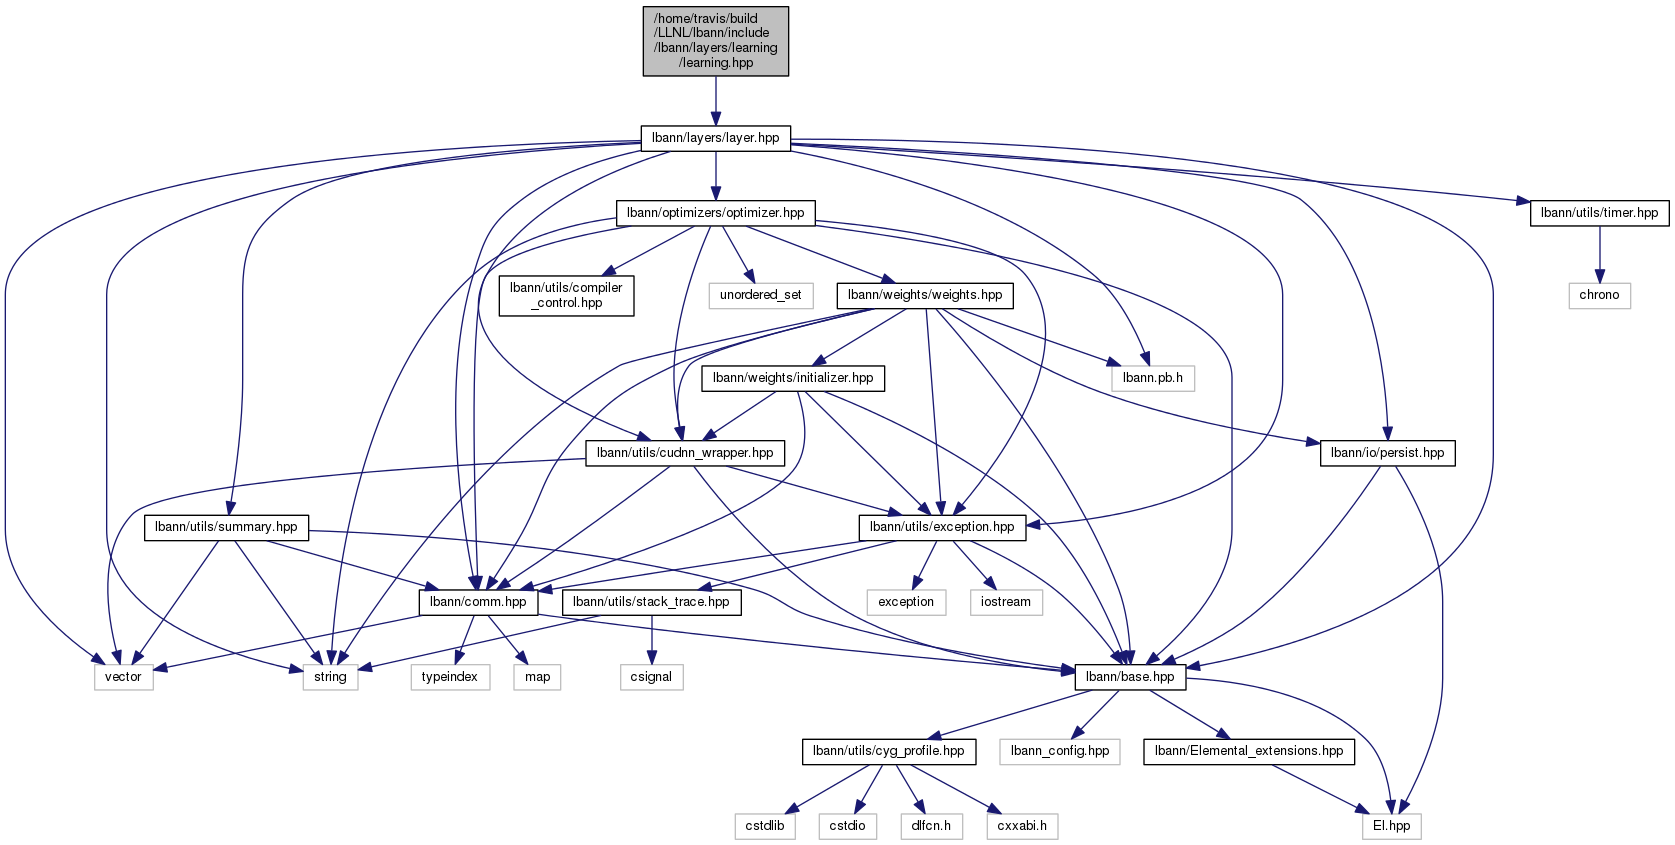 /home/travis/build
/LLNL/lbann/include
/lbann/layers/learning
/learning.hpp
lbann/layers/layer.hpp
lbann/optimizers/optimizer.hpp
lbann/utils/timer.hpp
lbann/utils/compiler
_control.hpp
unordered_set
lbann/weights/weights.hpp
chrono
lbann/weights/initializer.hpp
lbann.pb.h
lbann/utils/cudnn_wrapper.hpp
lbann/io/persist.hpp
lbann/utils/summary.hpp
lbann/utils/exception.hpp
lbann/comm.hpp
lbann/utils/stack_trace.hpp
exception
iostream
vector
string
typeindex
map
csignal
lbann/base.hpp
lbann/utils/cyg_profile.hpp
lbann_config.hpp
lbann/Elemental_extensions.hpp
cstdlib
cstdio
dlfcn.h
cxxabi.h
El.hpp